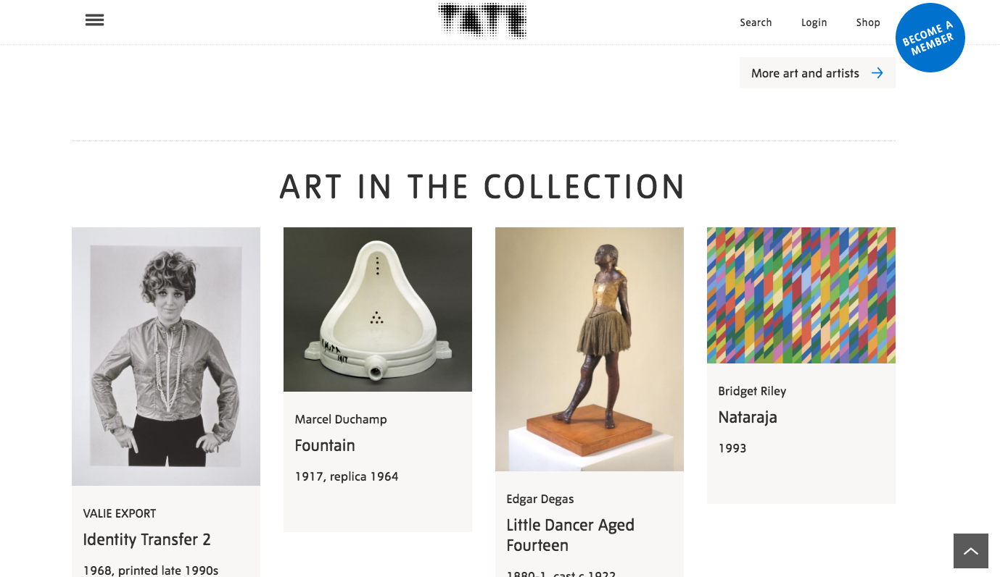 TATE
Search
Login
Shop
BECOME A
MEMBER
More art and artists
ART IN THE COLLECTION
VALIE EXPORT
Identity Transfer 2
1968, printed late 1990s
1917
Marcel Duchamp
Fountain
1917, replica 1964
Edgar Degas
Little Dancer Aged
Fourteen
1880-1, cast c.1922
Bridget Riley
Nataraja
1993